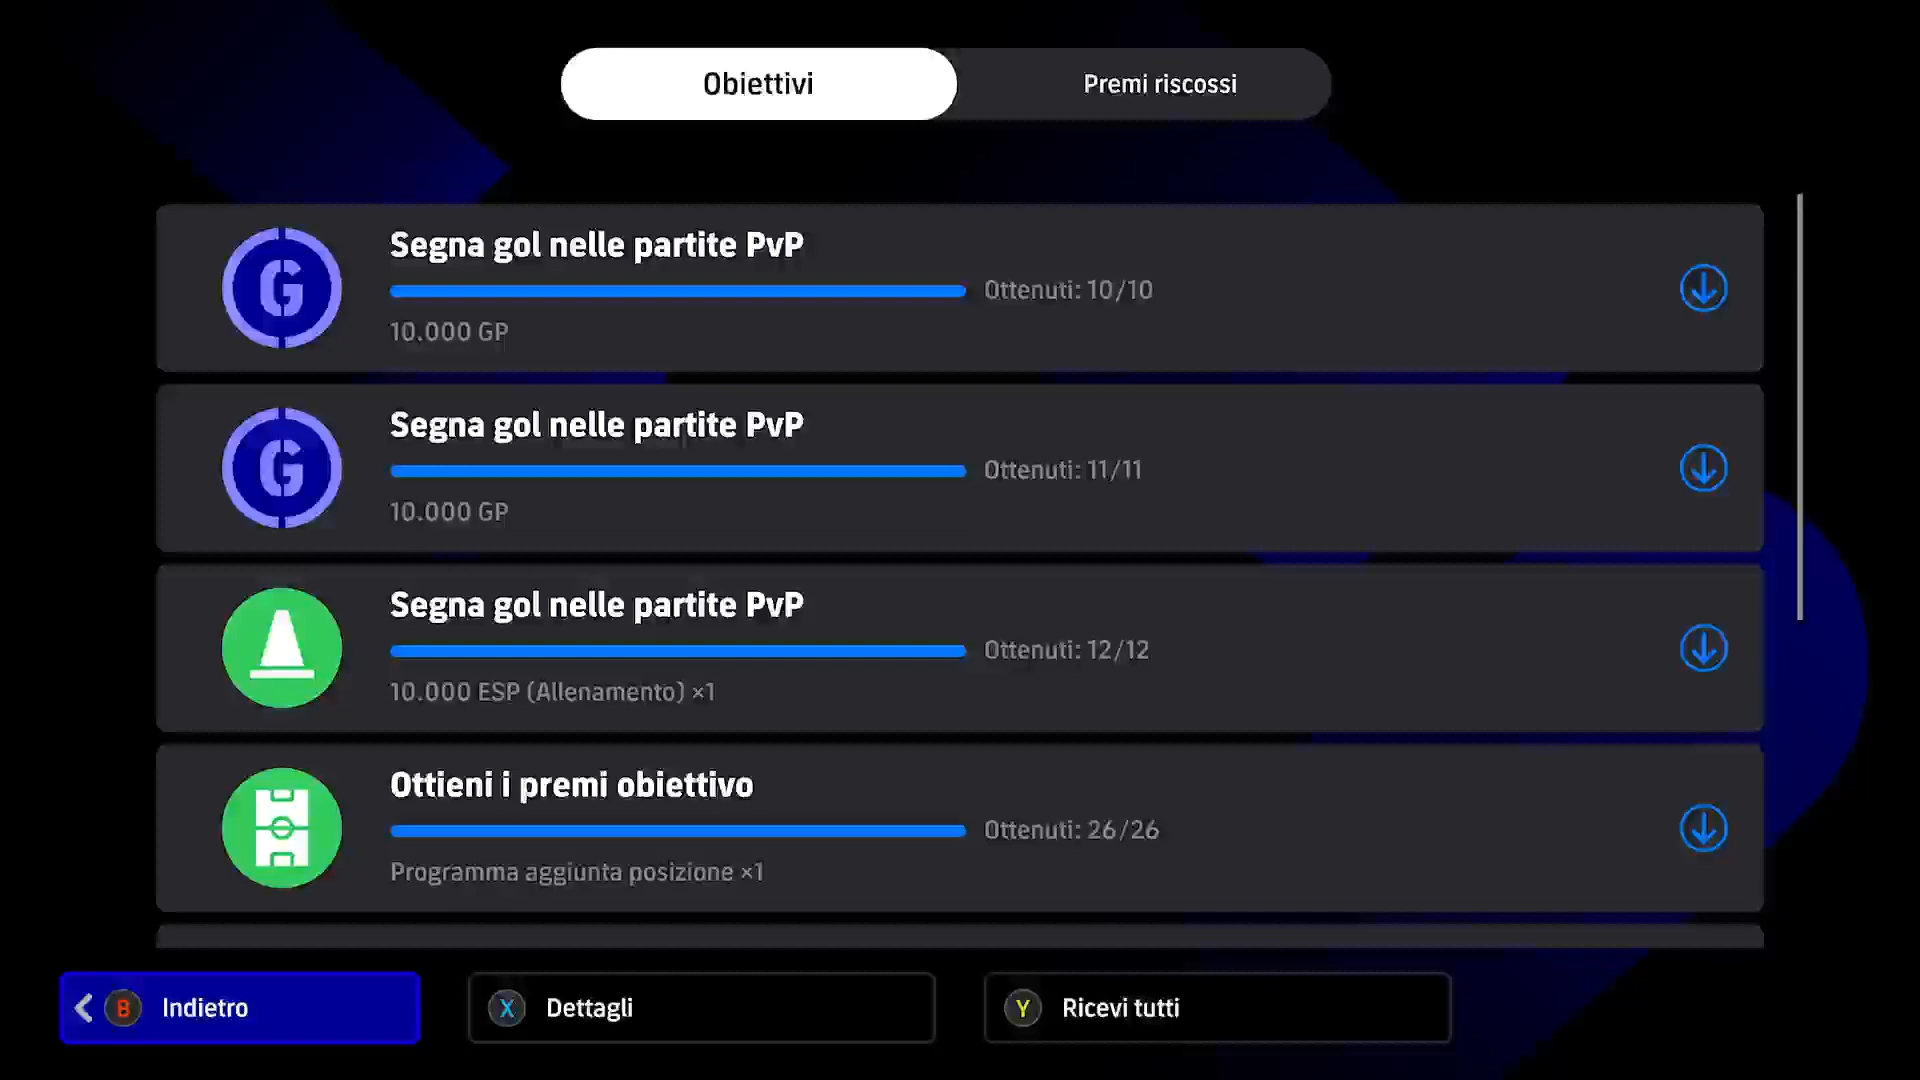 Obiettivi
Premi riscossi
G
Segna gol nelle partite PvP
Ottenuti: 10/10
10.000 GP
G
Segna gol nelle partite PvP
Ottenuti: 11/11
10.000 GP
Segna gol nelle partite PvP
Ottenuti: 12/12
10.000 ESP (Allenamento) ×1
Ottieni i premi obiettivo
Ottenuti: 26/26
Programma aggiunta posizione ×1
B Indietro
X Dettagli
Y Ricevi tutti